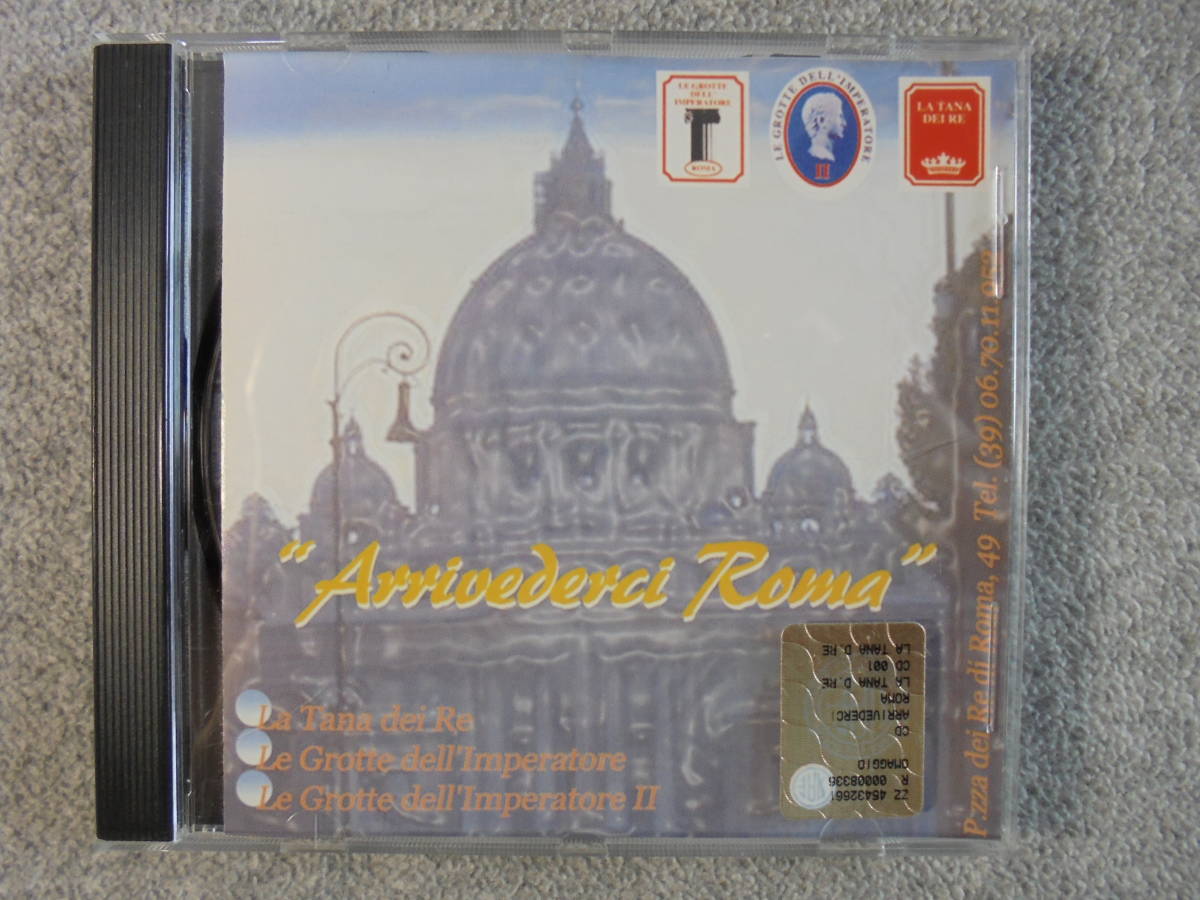 LE GROTTE
DELL'
IMPERATORE
ROMA
LE GROTTE DELL'IMPERATORE
II
LA TANA
DEI RE
"Arrivederci Roma"
La Tana dei Re
Le Grotte dell'Imperatore
Le Grotte dell'Imperatore II
P.zza dei Re di Roma, 49 Tel. (39) 06.70.11.
ZZ 45432661
R 00008336
OMAGGIO
CD
ARRIVEDERCI
ROMA
LA TANA D.RE
CD 001
LA TANA D.RE